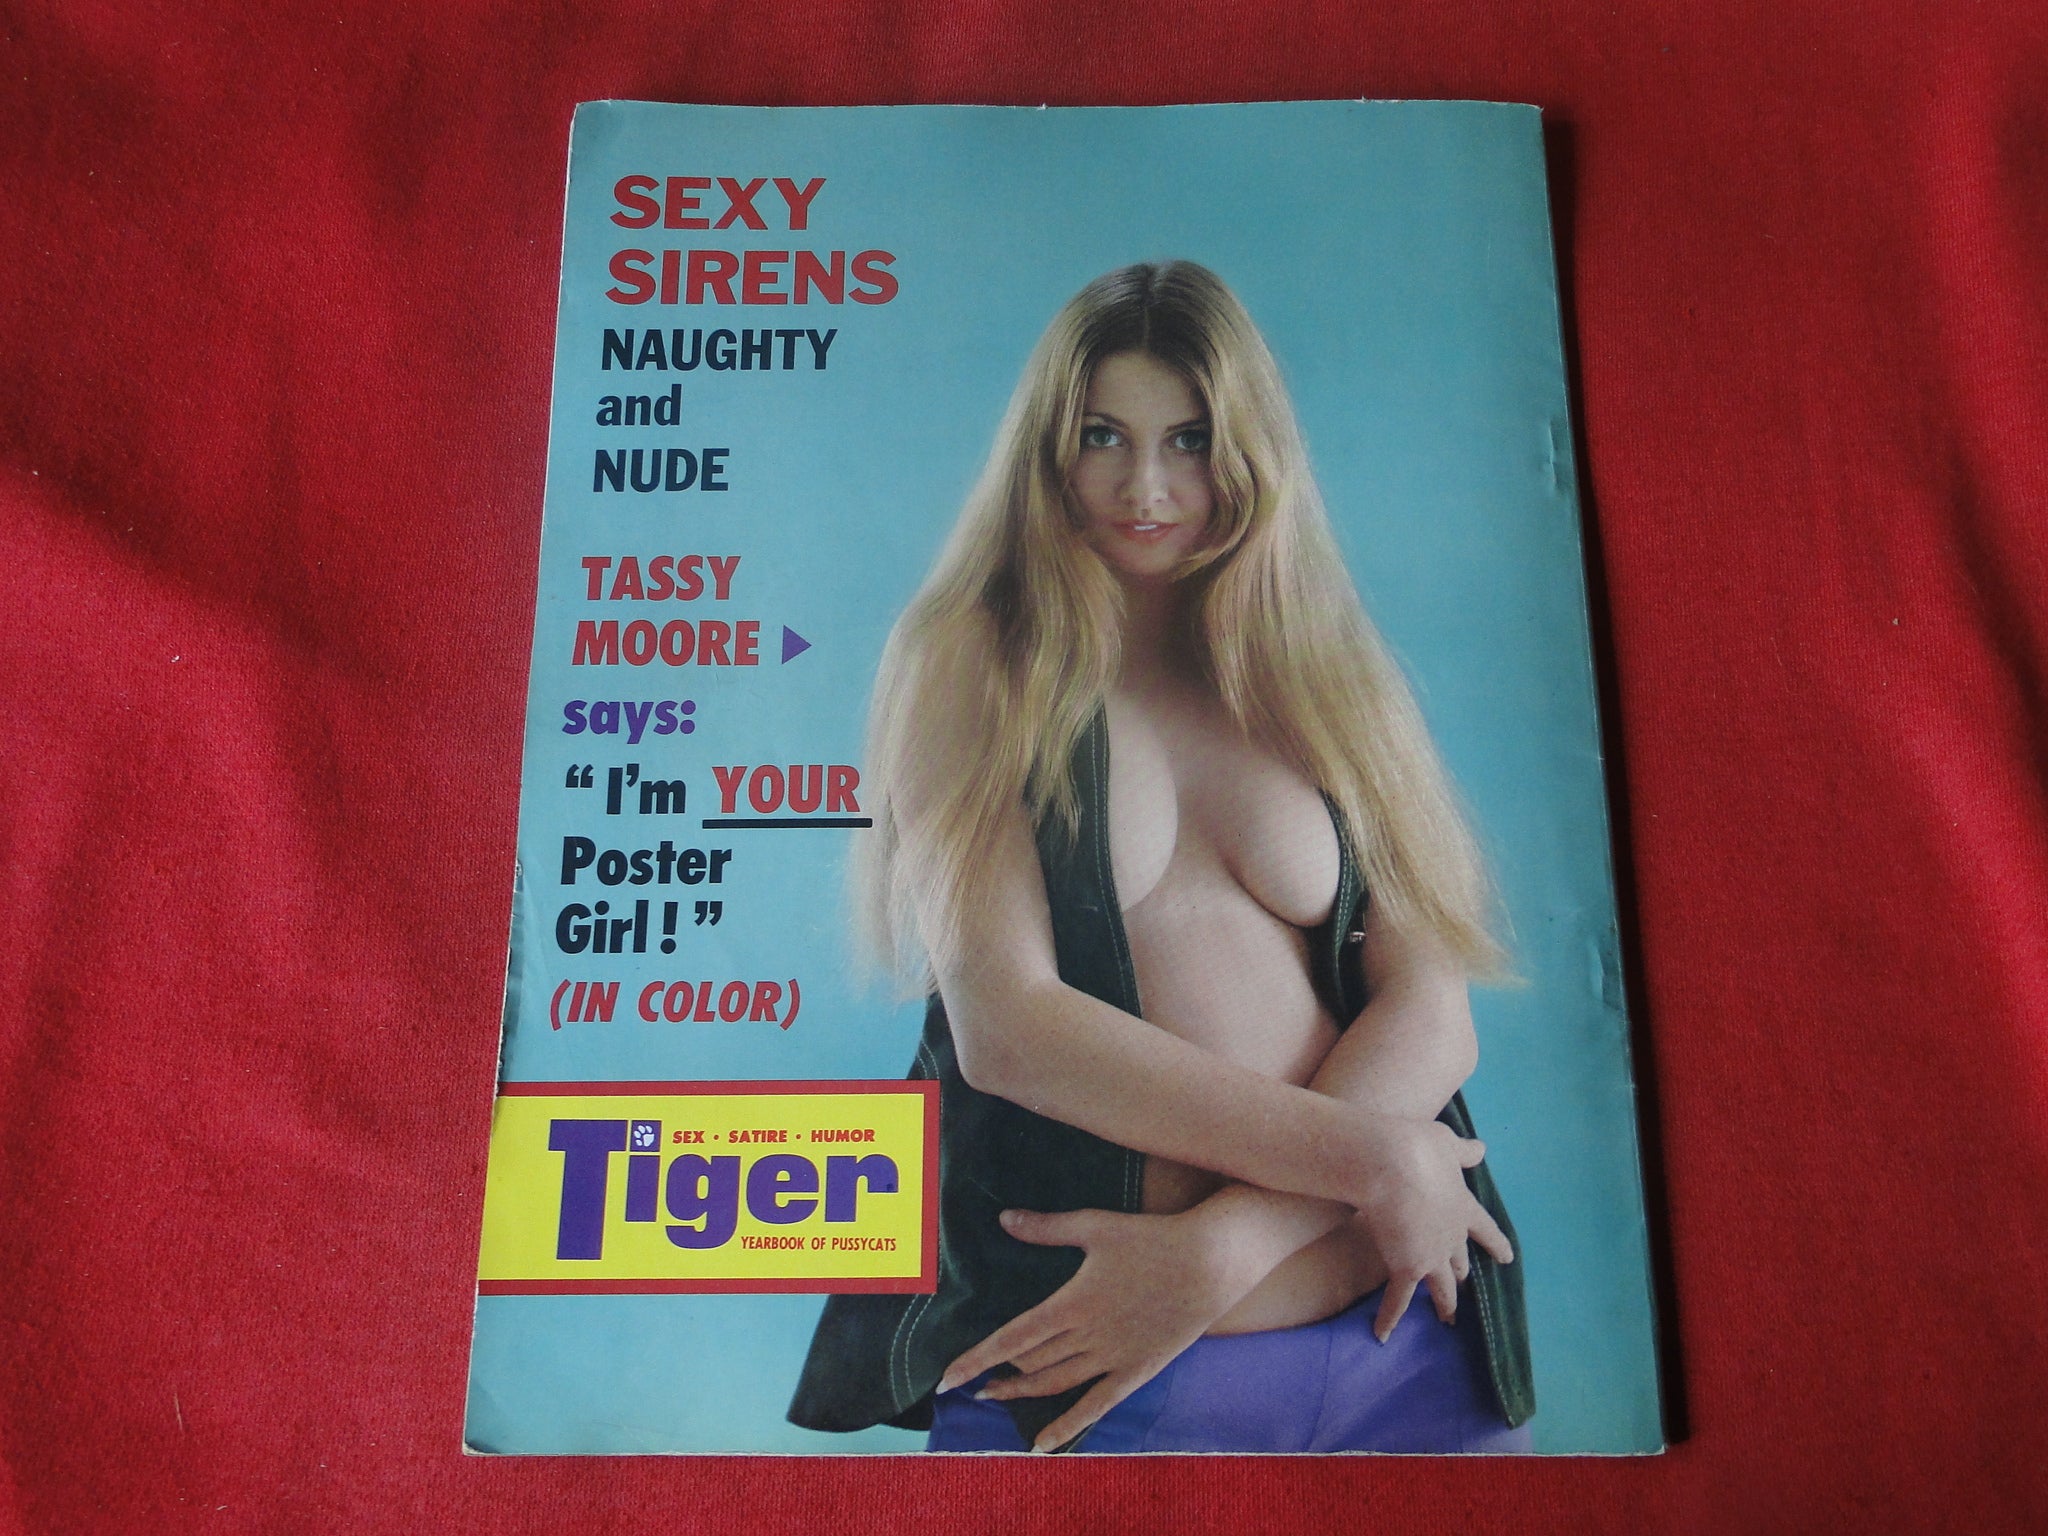 SEXY
SIRENS
NAUGHTY
and
NUDE
TASSY
MOORE
says:
“I’m YOUR
Poster
Girl!”
(IN COLOR)
SEX · SATIRE · HUMOR
Tiger
YEARBOOK OF PUSSYCATS